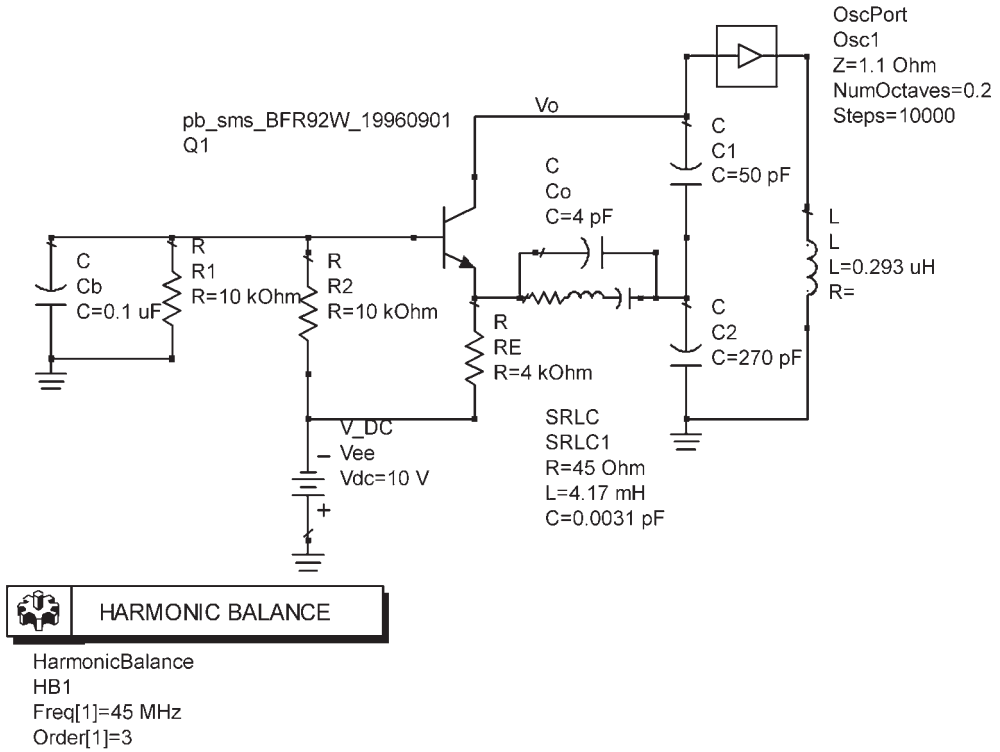 OscPort
Osc1
Z=1.1 Ohm
NumOctaves=0.2
Steps=10000
Vo
pb_sms_BFR92W_19960901
Q1
C
C1
C=50 pF
C
Co
C=4 pF
L
L
L=0.293 uH
R=
C
Cb
C=0.1 uF
R
R1
R=10 kOhm
R
R2
R=10 kOhm
R
RE
R=4 kOhm
C
C2
C=270 pF
V_DC
Vee
Vdc=10 V
–
+
SRLC
SRLC1
R=45 Ohm
L=4.17 mH
C=0.0031 pF
HARMONIC BALANCE
HarmonicBalance
HB1
Freq[1]=45 MHz
Order[1]=3